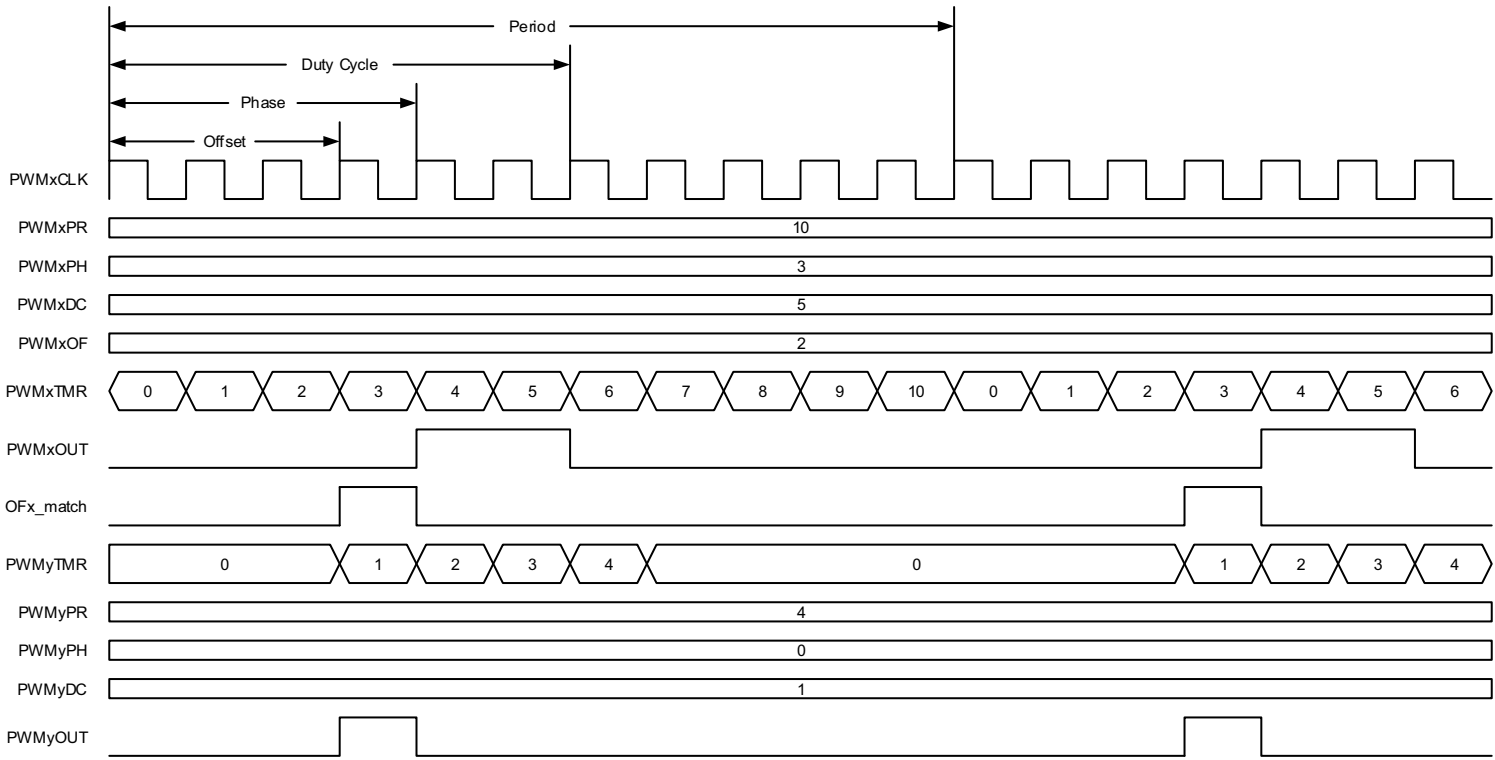 Period
Duty Cycle
Phase
Offset
PWMxCLK
PWMxPR 10
PWMxPH 3
PWMxDC 5
PWMxOF 2
PWMxTMR 0 1 2 3 4 5 6 7 8 9 10 0 1 2 3 4 5 6
PWMxOUT
OFx_match
PWMyTMR 0 1 2 3 4 0 1 2 3 4
PWMyPR 4
PWMyPH 0
PWMyDC 1
PWMyOUT